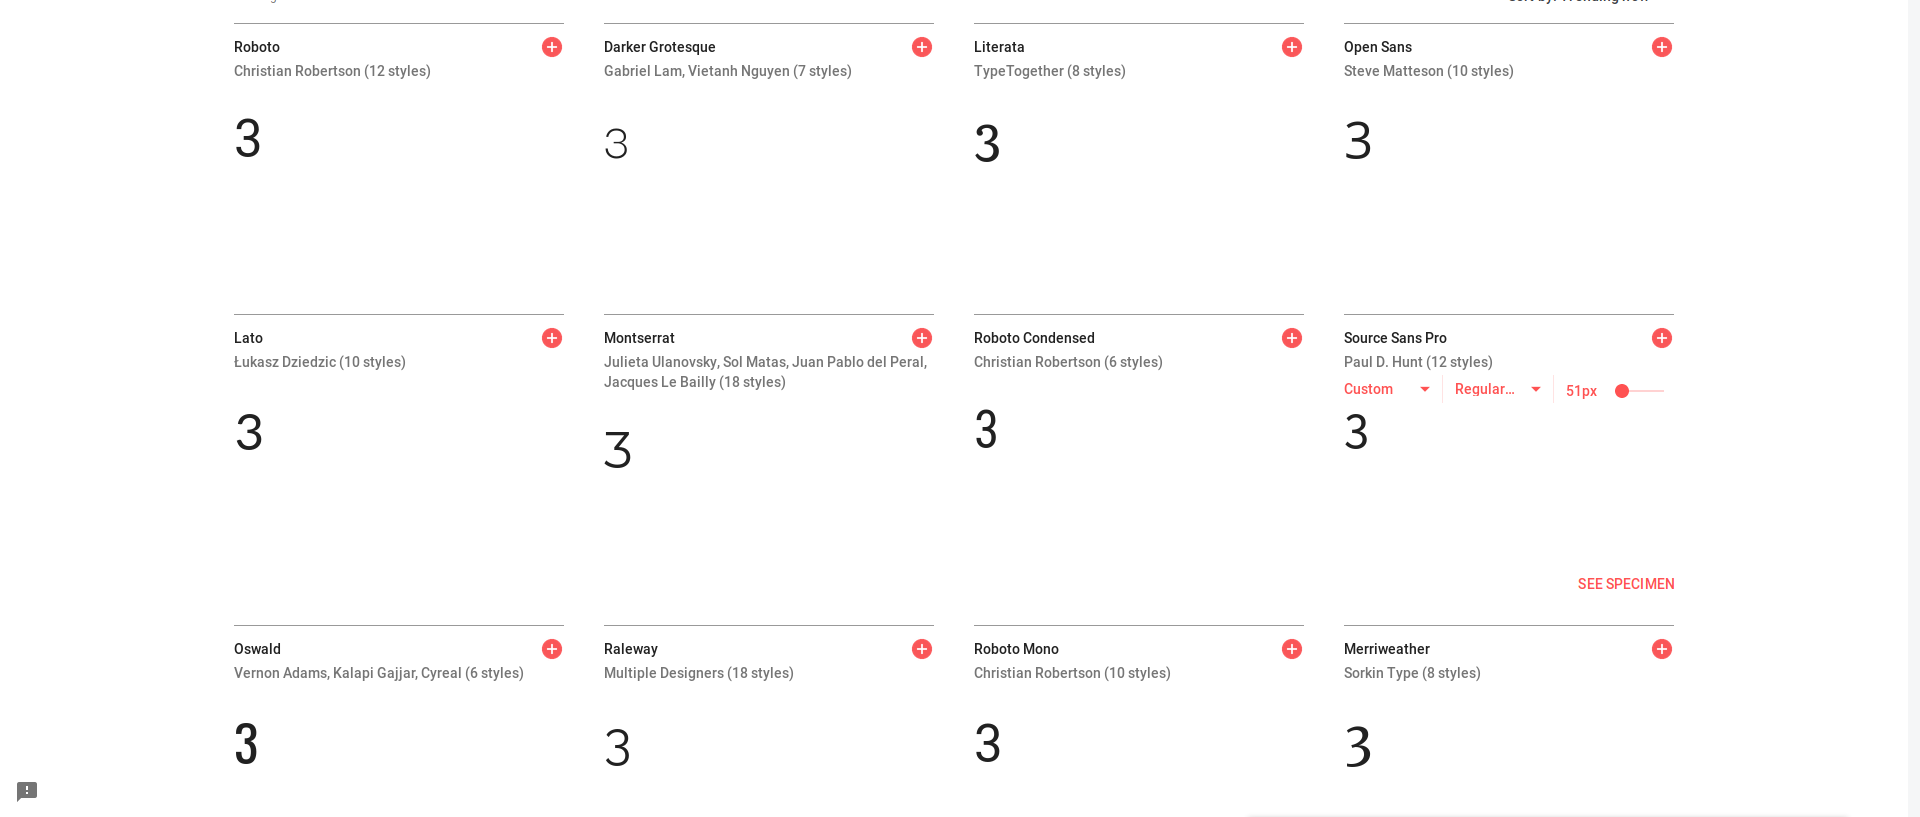 Roboto
Christian Robertson (12 styles)
3
Darker Grotesque
Gabriel Lam, Vietanh Nguyen (7 styles)
3
Literata
TypeTogether (8 styles)
3
Open Sans
Steve Matteson (10 styles)
3
Lato
Łukasz Dziedzic (10 styles)
3
Montserrat
Julieta Ulanovsky, Sol Matas, Juan Pablo del Peral,
Jacques Le Bailly (18 styles)
3
Roboto Condensed
Christian Robertson (6 styles)
3
Source Sans Pro
Paul D. Hunt (12 styles)
Custom Regular... 51px
3
SEE SPECIMEN
Oswald
Vernon Adams, Kalapi Gajjar, Cyreal (6 styles)
3
Raleway
Multiple Designers (18 styles)
3
Roboto Mono
Christian Robertson (10 styles)
3
Merriweather
Sorkin Type (8 styles)
3